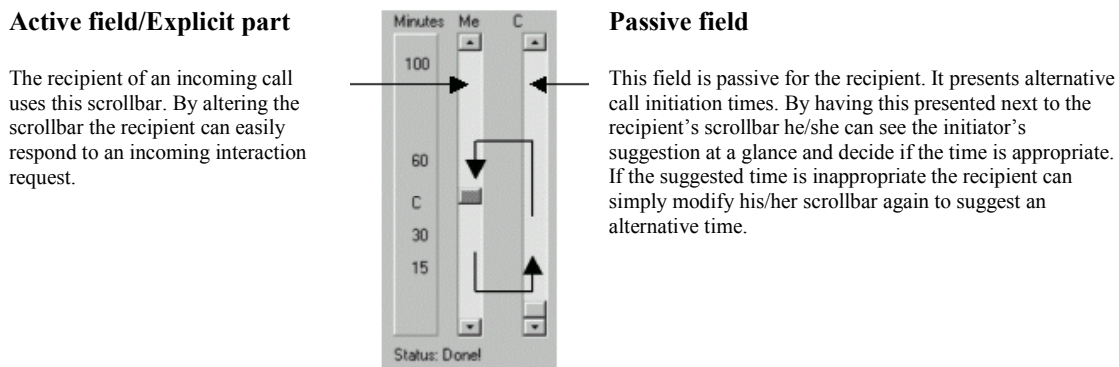 Active field/Explicit part
The recipient of an incoming call
uses this scrollbar. By altering the
scrollbar the recipient can easily
respond to an incoming interaction
request.
Minutes Me C
100
60
C
30
15
Status: Done!
Passive field
This field is passive for the recipient. It presents alternative
call initiation times. By having this presented next to the
recipient’s scrollbar he/she can see the initiator’s
suggestion at a glance and decide if the time is appropriate.
If the suggested time is inappropriate the recipient can
simply modify his/her scrollbar again to suggest an
alternative time.